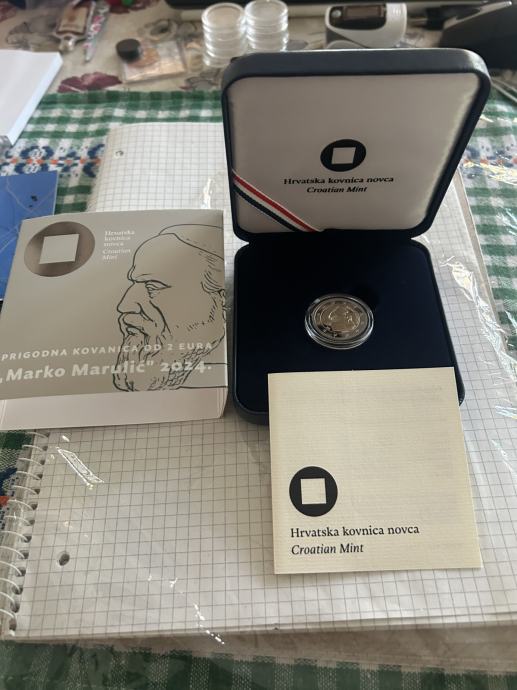 Hrvatska kovnica novca
Croatian Mint
Hrvatska
kovnica
novca
Croatian
Mint
PRIGODNA KOVANICA OD 2 EURA
„Marko Marulić" 2024.
Hrvatska kovnica novca
Croatian Mint